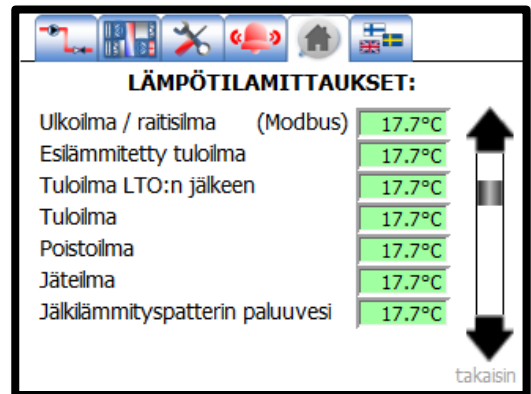 LÄMPÖTILAMITTAUKSET:
Ulkoilma / raitisilma (Modbus) 17.7°C
Esilämmitetty tuloilma 17.7°C
Tuloilma LTO:n jälkeen 17.7°C
Tuloilma 17.7°C
Poistoilma 17.7°C
Jäteilma 17.7°C
Jälkilämmityspatterin paluuvesi 17.7°C
takaisin